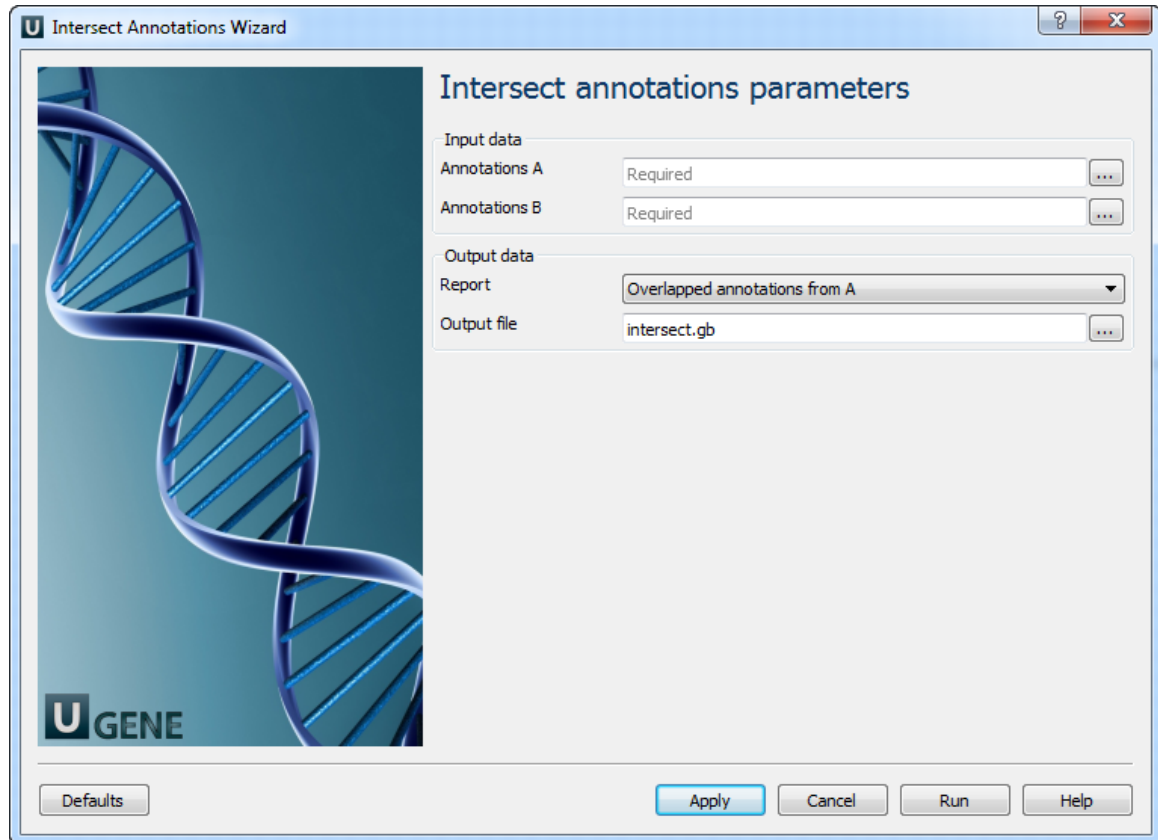 U Intersect Annotations Wizard
? X
Intersect annotations parameters
Input data
Annotations A Required ...
Annotations B Required ...
Output data
Report Overlapped annotations from A
Output file intersect.gb ...
U GENE
Defaults Apply Cancel Run Help